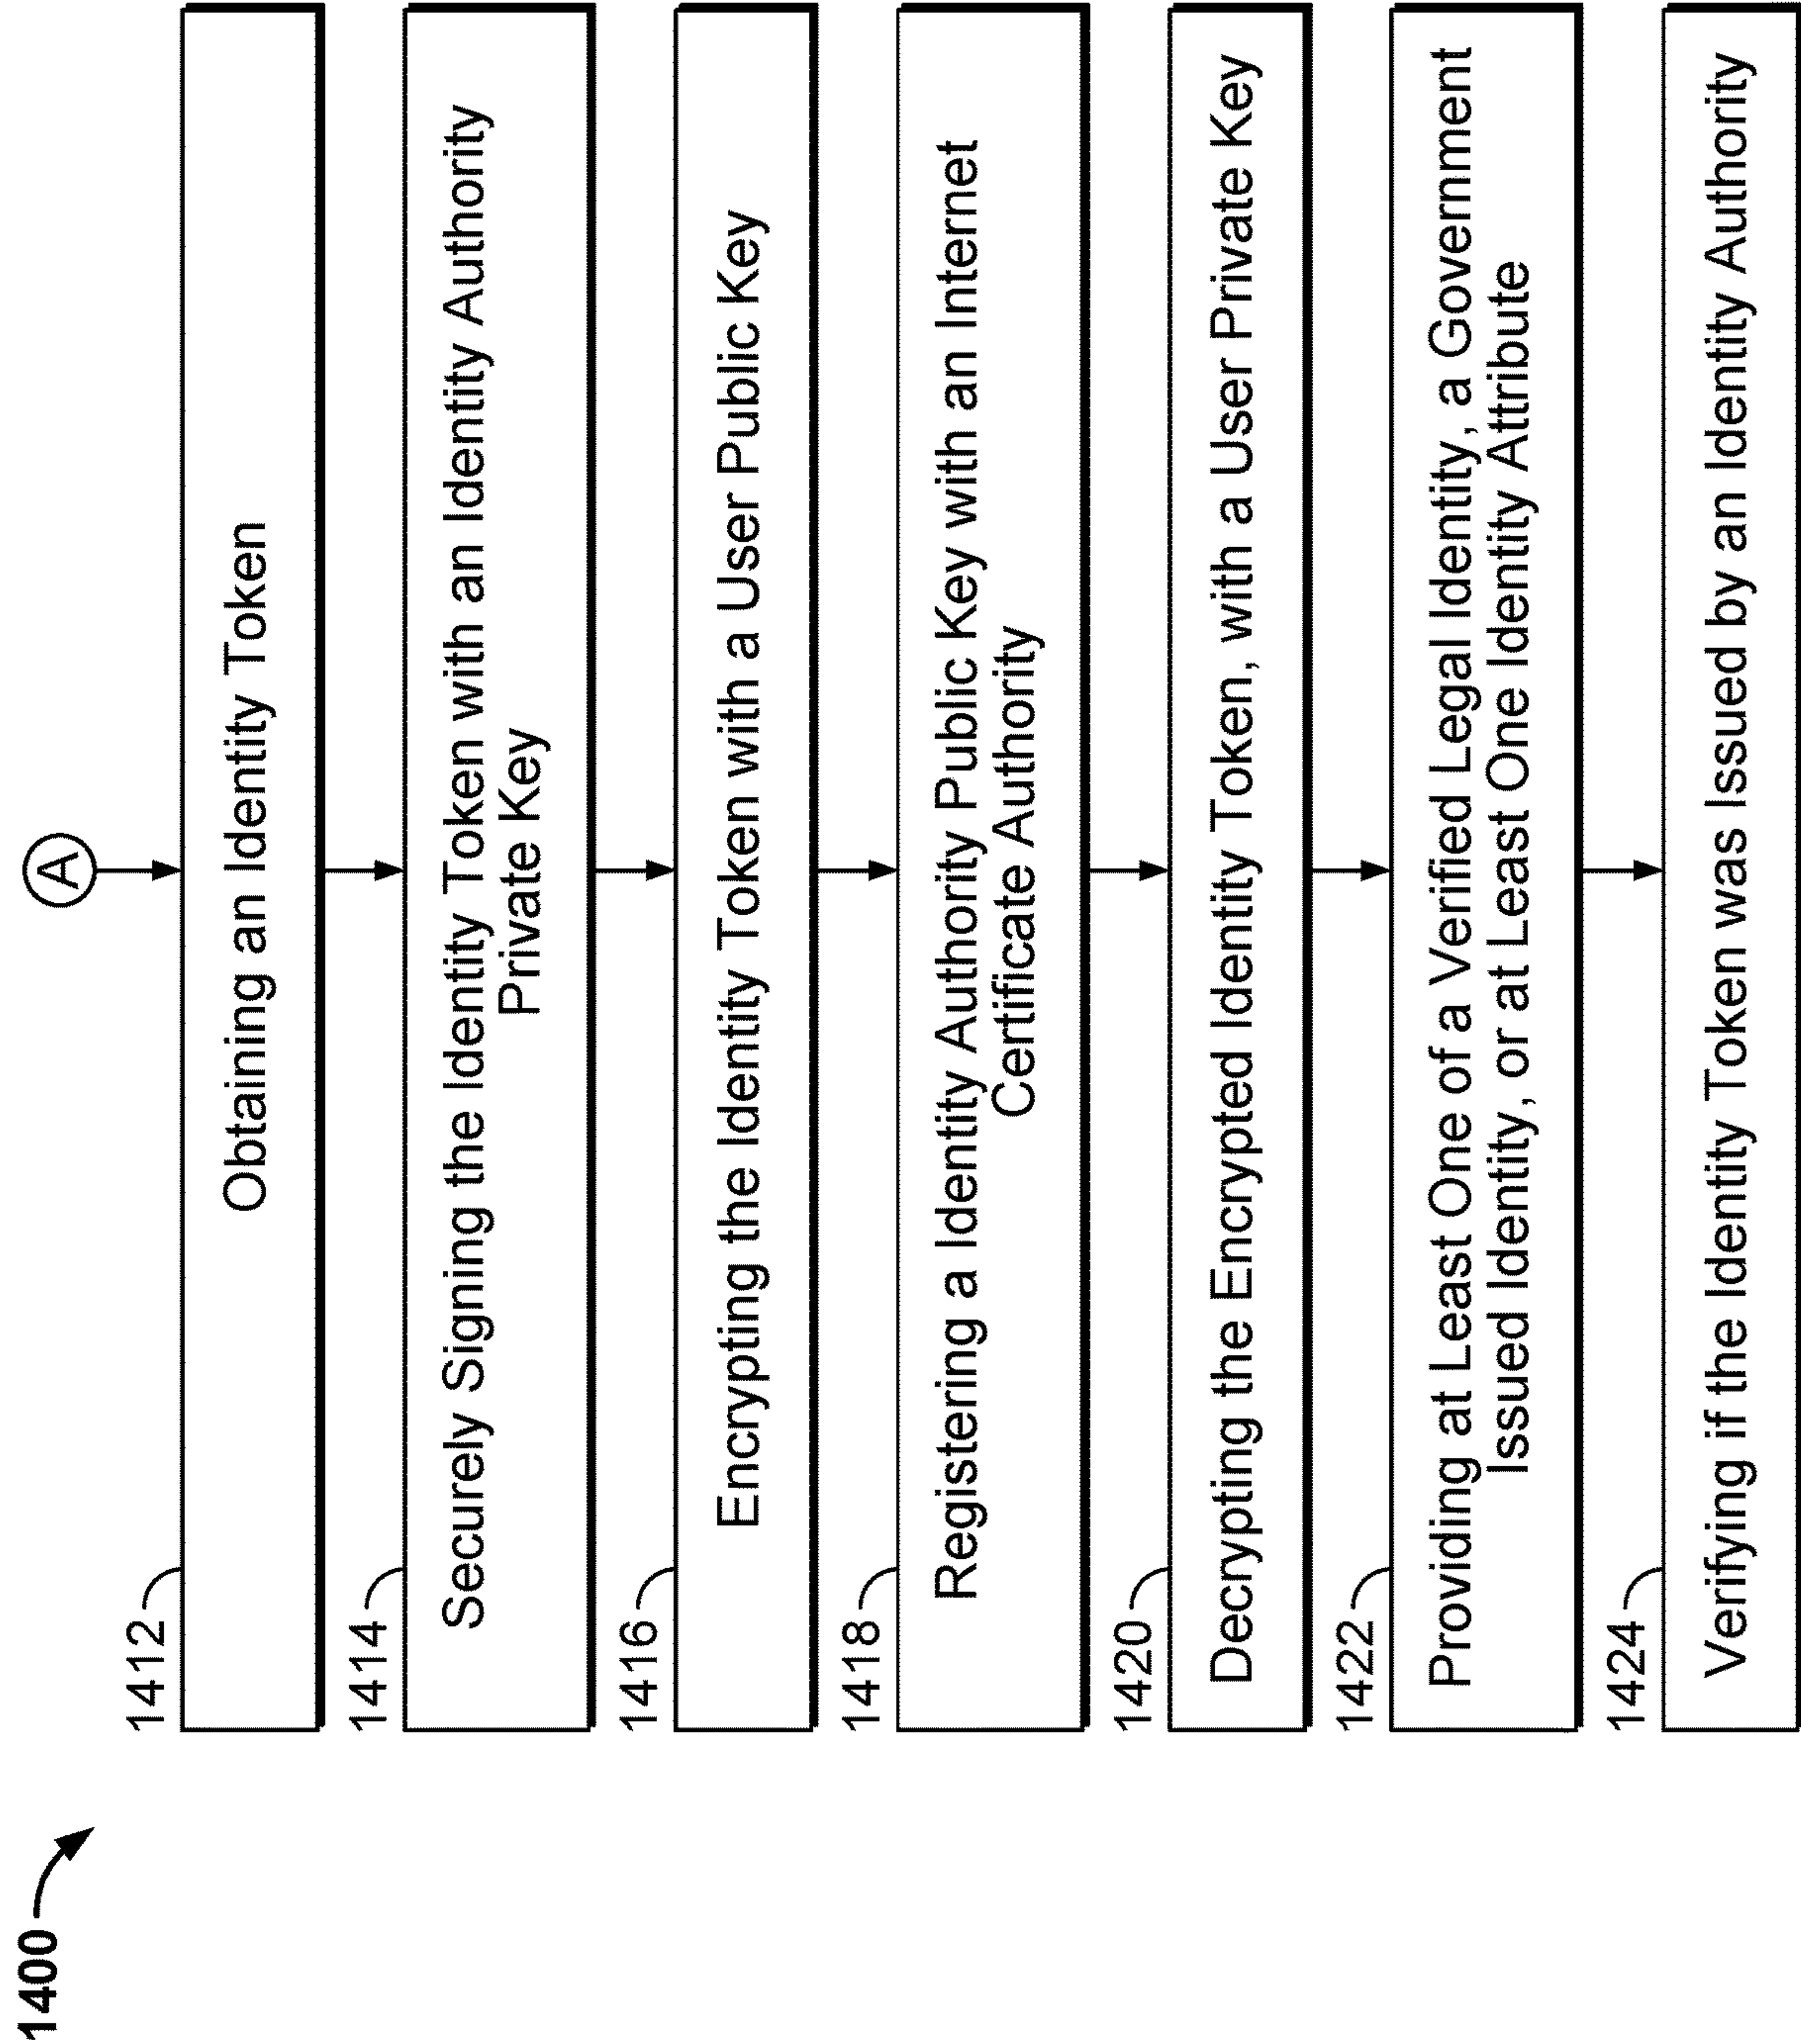 1400
A
1412
Obtaining an Identity Token
1414
Securely Signing the Identity Token with an Identity Authority
Private Key
1416
Encrypting the Identity Token with a User Public Key
1418
Registering a Identity Authority Public Key with an Internet
Certificate Authority
1420
Decrypting the Encrypted Identity Token, with a User Private Key
1422
Providing at Least One of a Verified Legal Identity, a Government
Issued Identity, or at Least One Identity Attribute
1424
Verifying if the Identity Token was Issued by an Identity Authority